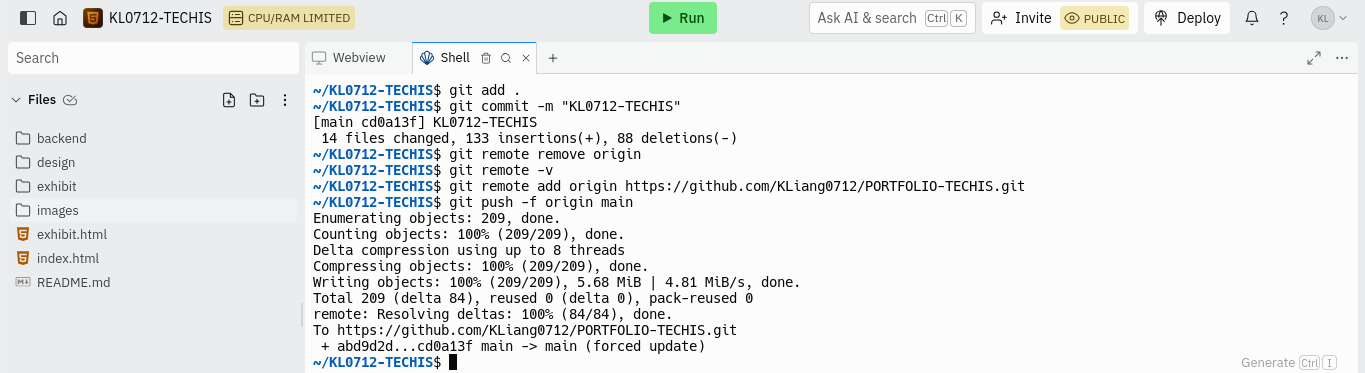 KL0712-TECHIS
CPU/RAM LIMITED
Run
Ask AI & search Ctrl K
Invite
PUBLIC
Deploy
?
KL
Search
Webview
Shell
Files
backend
design
exhibit
images
exhibit.html
index.html
README.md
~/KL0712-TECHIS$ git add .
~/KL0712-TECHIS$ git commit -m "KL0712-TECHIS"
[main cd0a13f] KL0712-TECHIS
14 files changed, 133 insertions(+), 88 deletions(-)
~/KL0712-TECHIS$ git remote remove origin
~/KL0712-TECHIS$ git remote -v
~/KL0712-TECHIS$ git remote add origin https://github.com/KLiang0712/PORTFOLIO-TECHIS.git
~/KL0712-TECHIS$ git push -f origin main
Enumerating objects: 209, done.
Counting objects: 100% (209/209), done.
Delta compression using up to 8 threads
Compressing objects: 100% (209/209), done.
Writing objects: 100% (209/209), 5.68 MiB | 4.81 MiB/s, done.
Total 209 (delta 84), reused 0 (delta 0), pack-reused 0
remote: Resolving deltas: 100% (84/84), done.
To https://github.com/KLiang0712/PORTFOLIO-TECHIS.git
+ abd9d2d...cd0a13f main -> main (forced update)
~/KL0712-TECHIS$
Generate Ctrl I